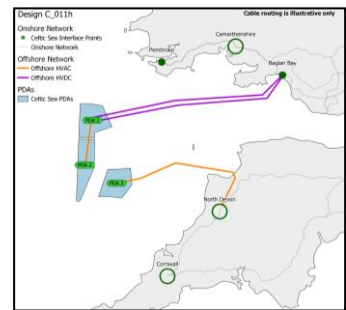 Design C_011h
Cable routing is illustrative only
Onshore Network
Celtic Sea Interface Points
Onshore Network
Offshore Network
Offshore HVAC
Offshore HVDC
PDAs
Celtic Sea PDAs
Carmarthenshire
Pembroke
Baglan Bay
PDA 1
PDA 3
PDA 2
North Devon
Cornwall